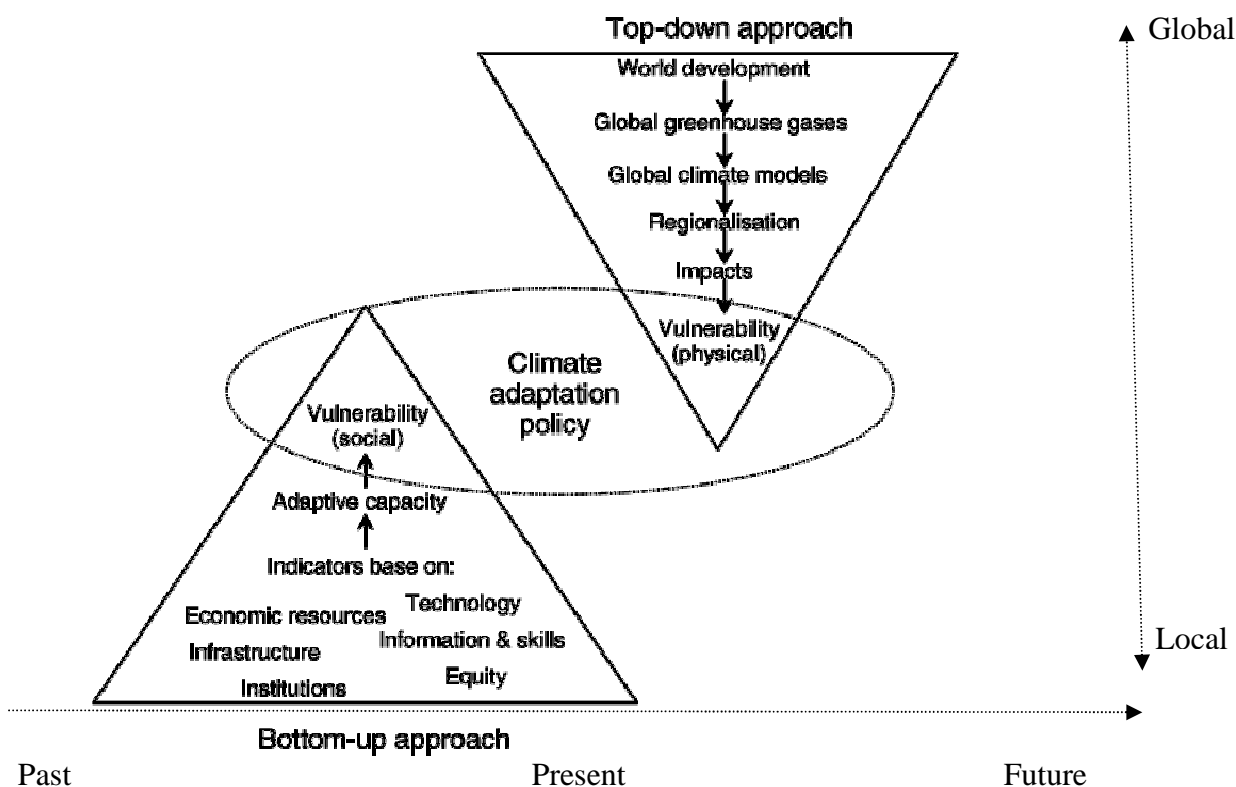 Top-down approach
Global
World development
Global greenhouse gases
Global climate models
Regionalisation
Impacts
Vulnerability
(physical)
Climate
adaptation
policy
Vulnerability
(social)
Adaptive capacity
Indicators base on:
Economic resources
Technology
Infrastructure
Information & skills
Institutions
Equity
Local
Bottom-up approach
Past
Present
Future